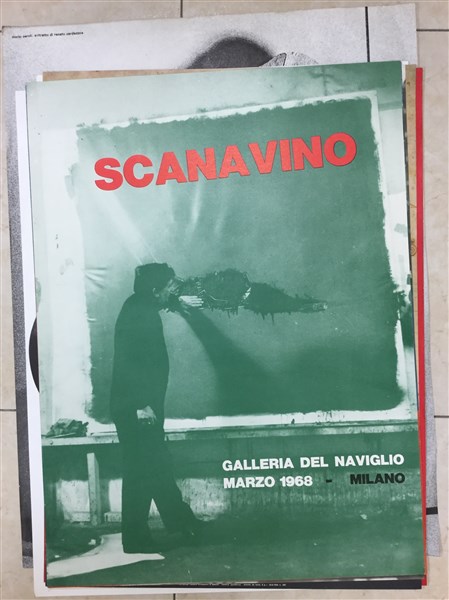 SCANAVINO
GALLERIA DEL NAVIGLIO
MARZO 1968 - MILANO